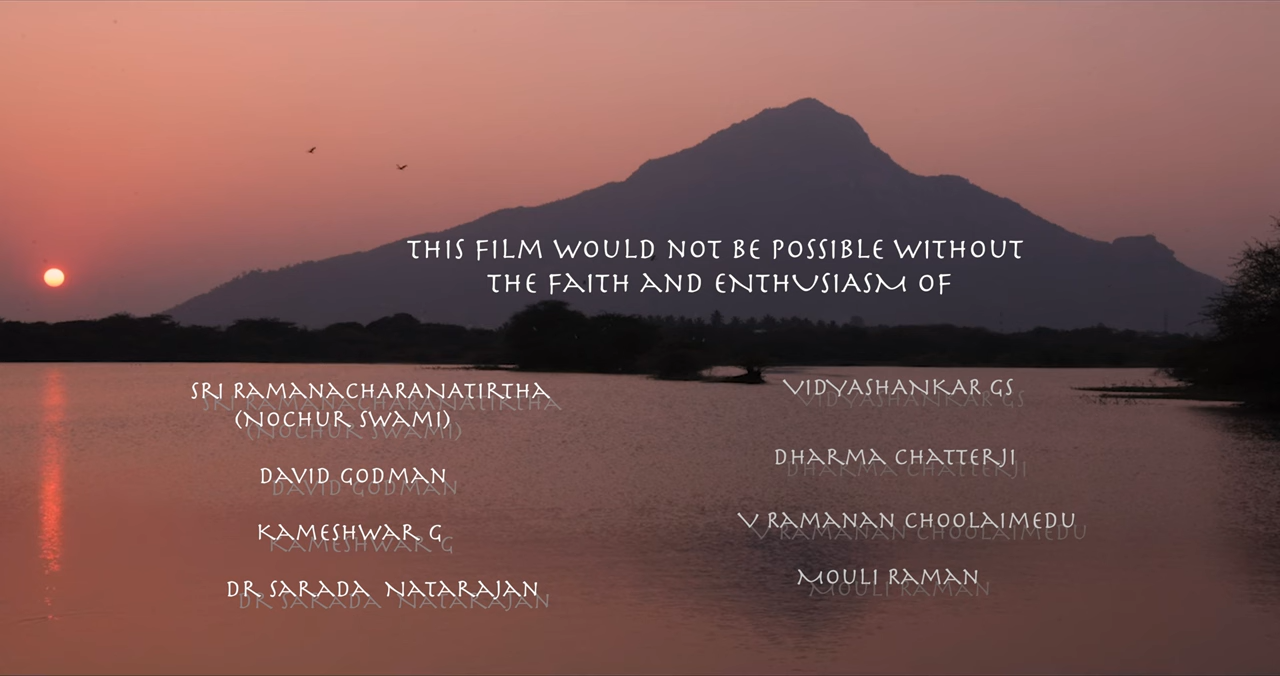 THIS FILM WOULD NOT BE POSSIBLE WITHOUT
THE FAITH AND ENTHUSIASM OF
SRI RAMANACHARANATIRTHA
(NOCHUR SWAMI)
DAVID GODMAN
KAMESHWAR G
DR SARADA NATARAJAN
VIDYASHANKAR GS
DHARMA CHATTERJI
V RAMANAN CHOOLAIMEDU
MOULI RAMAN